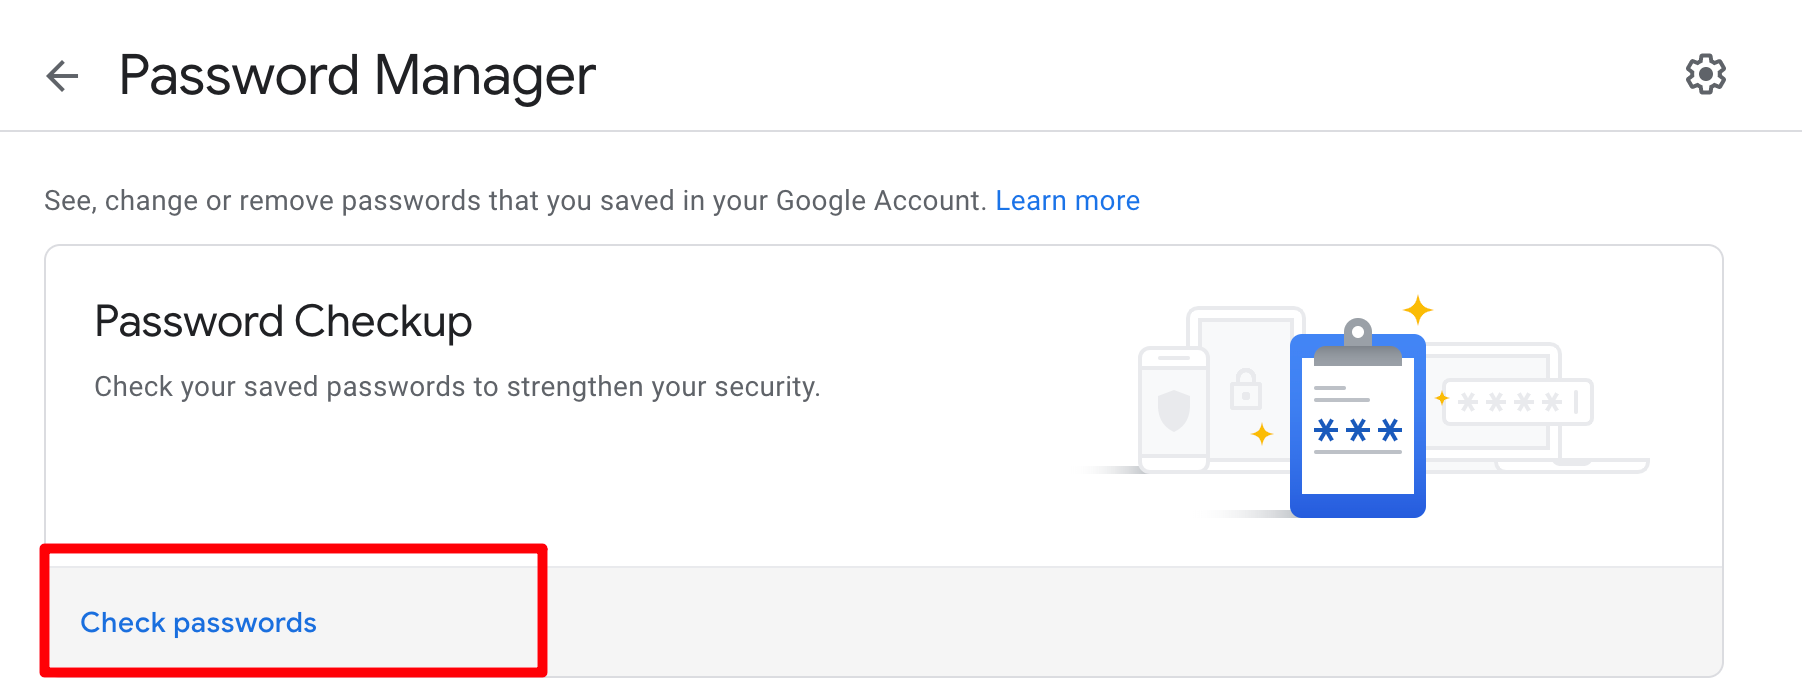 Password Manager
See, change or remove passwords that you saved in your Google Account. Learn more
Password Checkup
Check your saved passwords to strengthen your security.
Check passwords